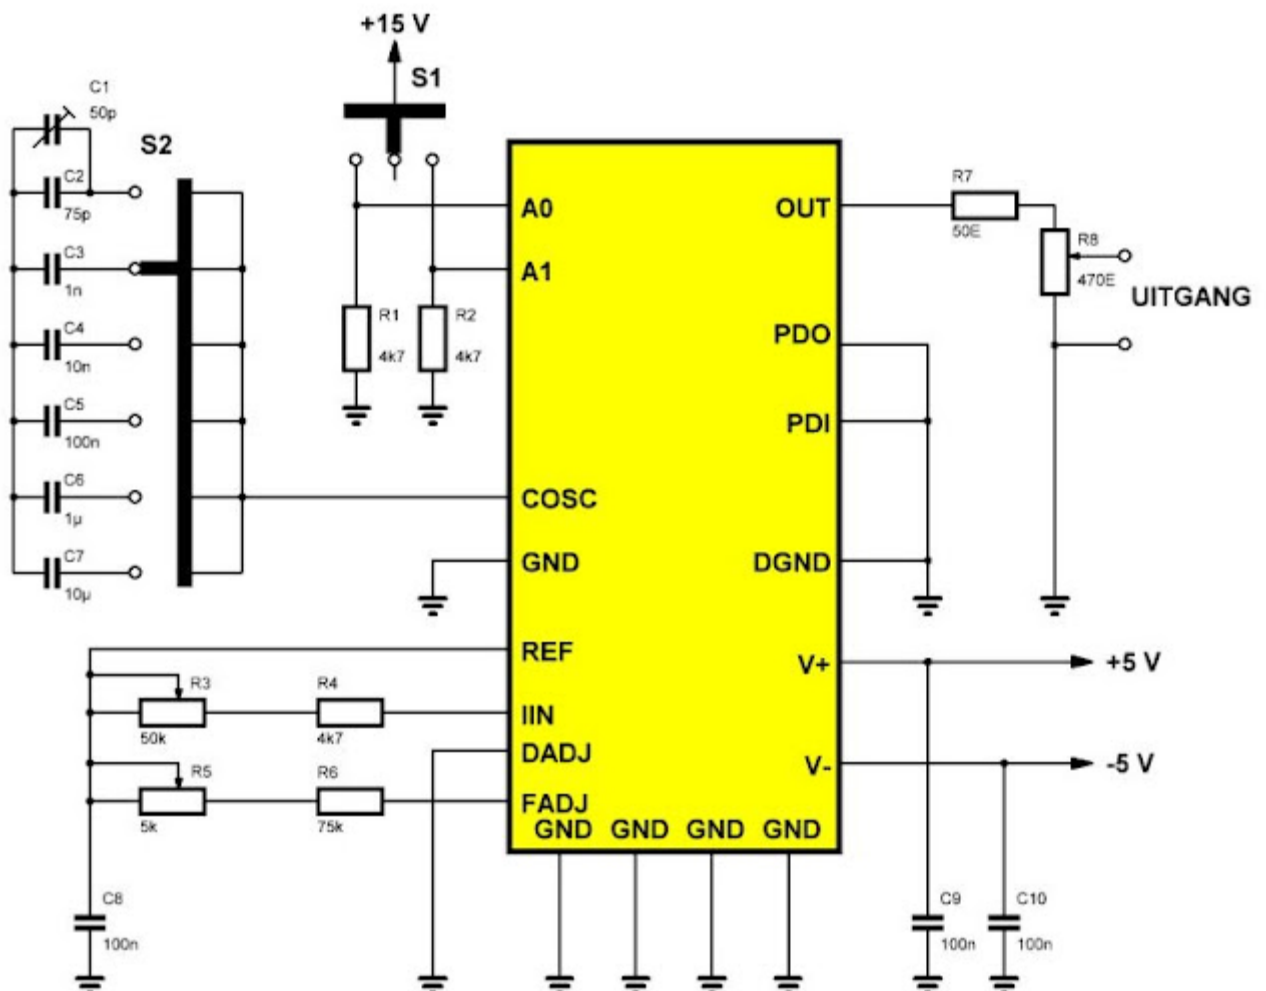 +15 V
S1
C1
50p
S2
C2
75p
C3
1n
C4
10n
C5
100n
C6
1µ
C7
10µ
R1
4k7
R2
4k7
A0
A1
COSC
GND
REF
IIN
DADJ
FADJ
GND GND GND GND
OUT
PDO
PDI
DGND
V+
V-
R7
50E
R8
470E
UITGANG
+5 V
-5 V
R3
50k
R4
4k7
R5
5k
R6
75k
C8
100n
C9
100n
C10
100n